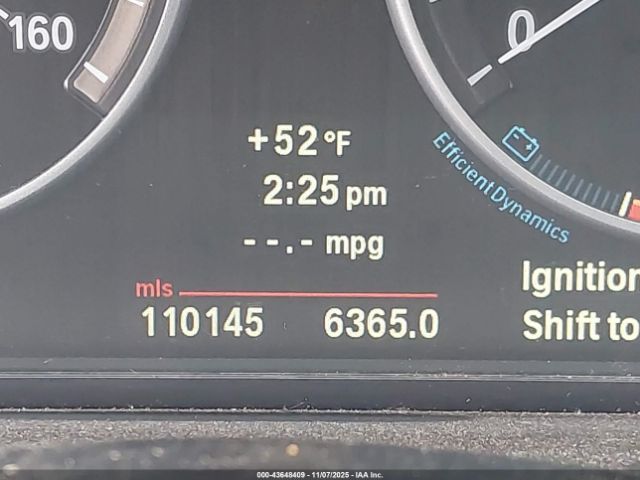 160
0
+52°F
EfficientDynamics
2:25 pm
--.- mpg
mls
110145 6365.0
Ignition
Shift to
000-43648409 - 11/07/2025 - IAA Inc.